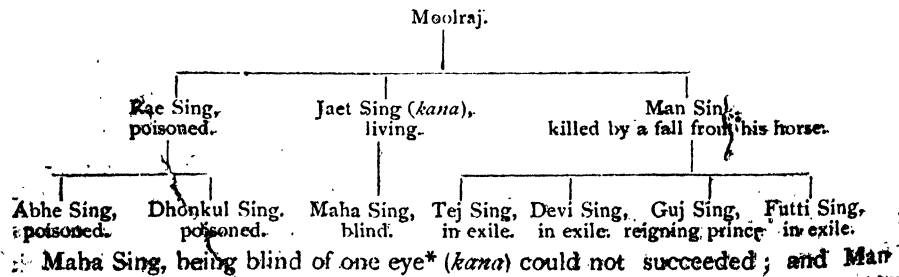 Moolraj.
Rae Sing, Jaet Sing (kana), Man Sin
poisoned. living. killed by a fall from his horse.
Abhe Sing, Dhonkul Sing. Maha Sing, Tej Sing, Devi Sing, Guj Sing, Futti Sing,
poisoned. poisoned. blind. in exile. in exile. reigning prince in exile.
Maha Sing, being blind of one eye* (kana) could not succeeded; and Man